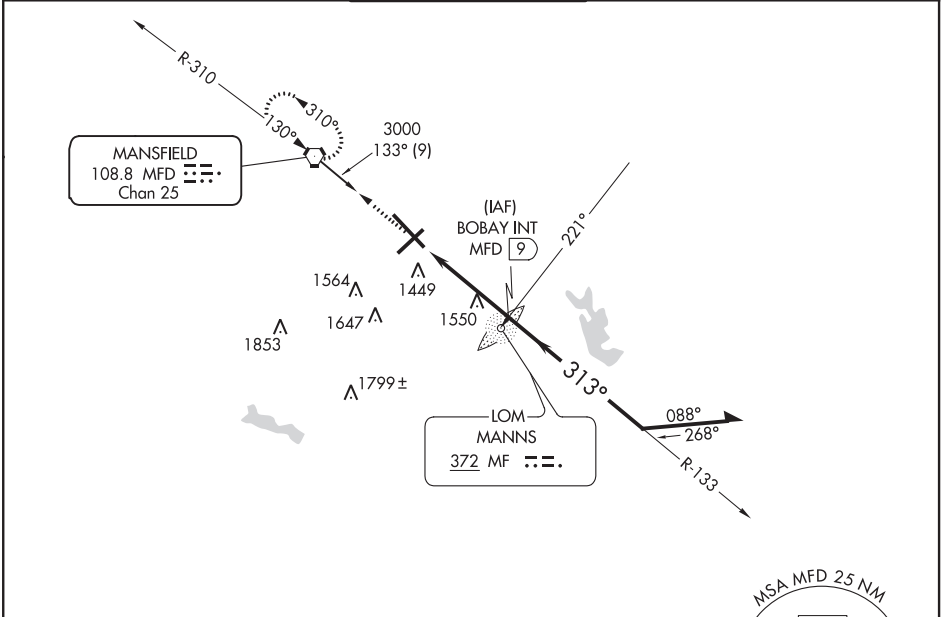 R-310
310°
130°
3000
133° (9)
MANSFIELD
108.8 MFD
Chan 25
(IAF)
BOBAY INT
MFD 9
221°
1564
1449
1647
1550
1853
1799±
313°
LOM
MANNS
372 MF
088°
268°
R-133
MSA MFD 25 NM